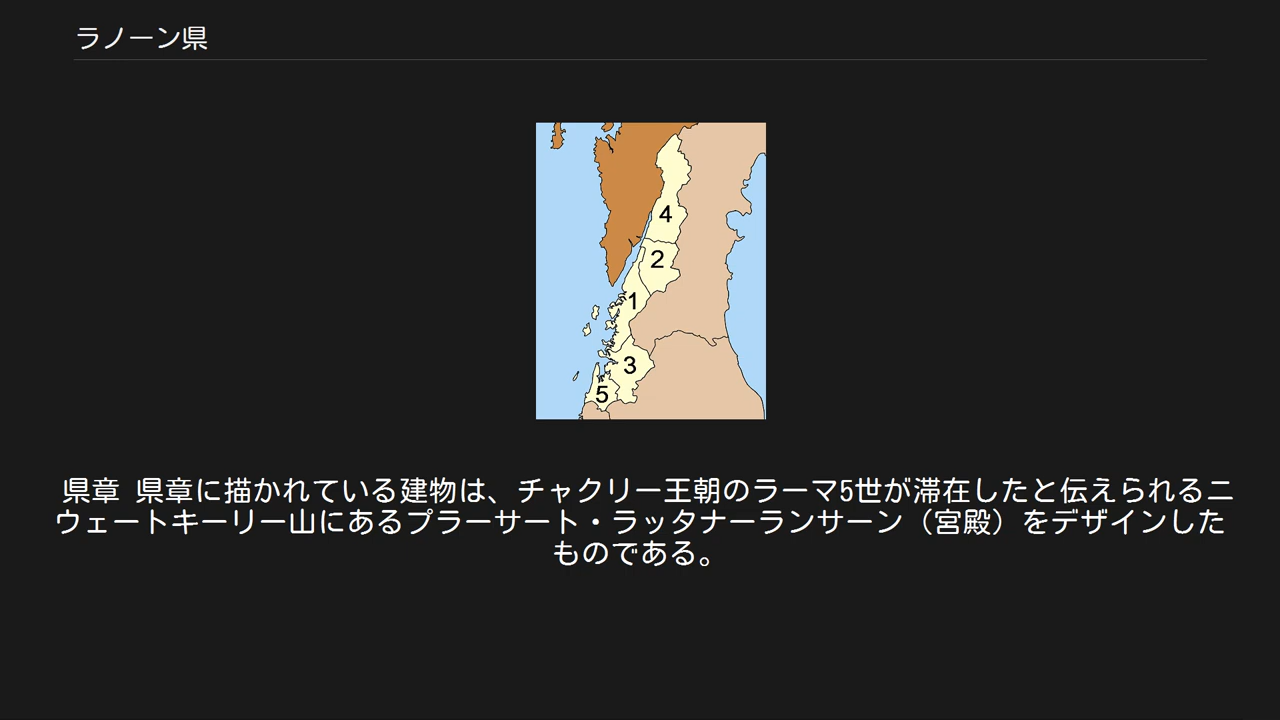 ラノーン県
4
2
1
3
5
県章 県章に描かれている建物は、チャクリー王朝のラーマ5世が滞在したと伝えられるニ
ウェートキーリー山にあるプラーサート・ラッタナーランサーン（宮殿）をデザインした
ものである。